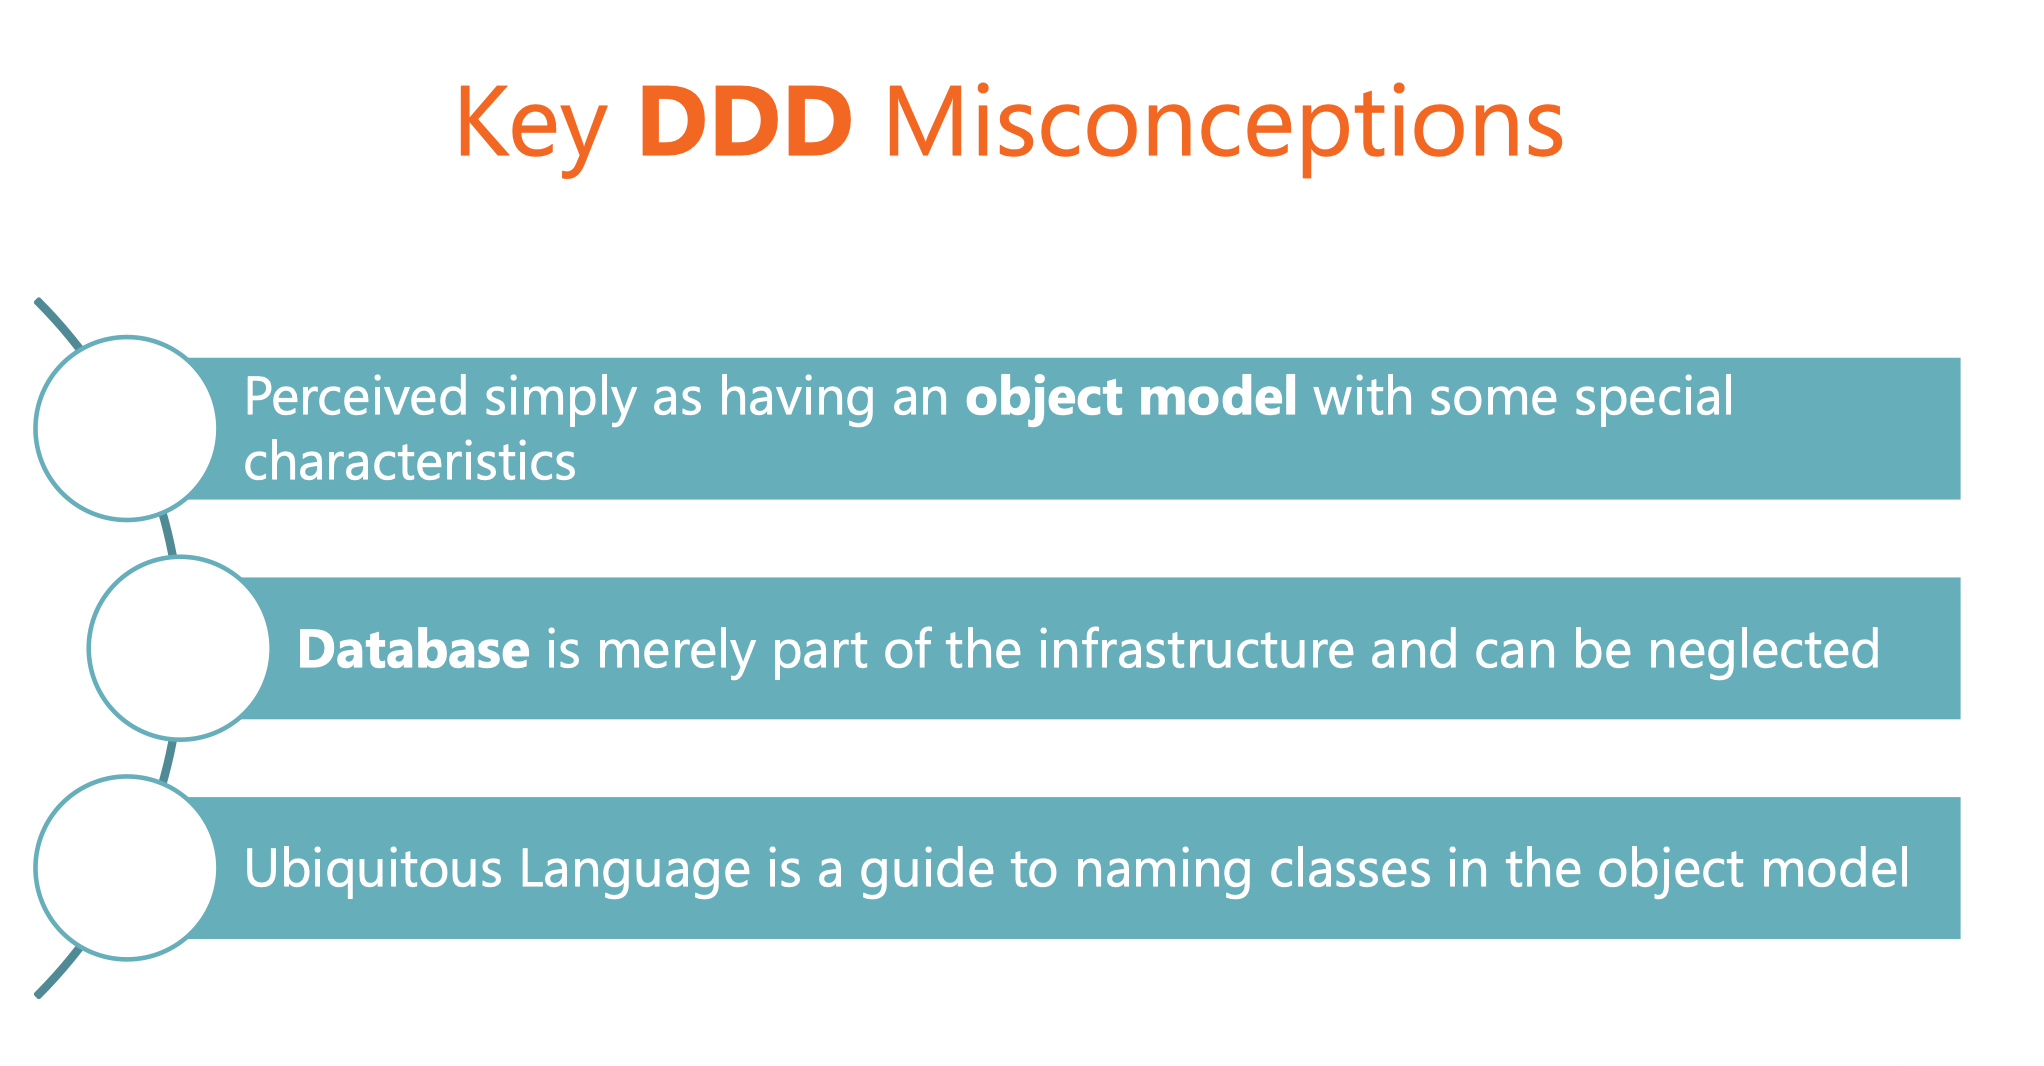 Key DDD Misconceptions
Perceived simply as having an object model with some special
characteristics
Database is merely part of the infrastructure and can be neglected
Ubiquitous Language is a guide to naming classes in the object model